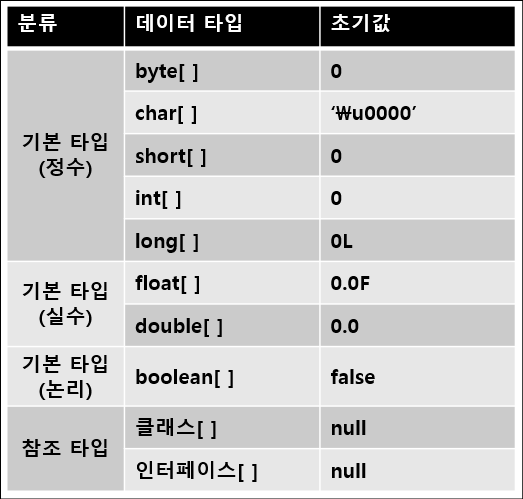 분류 데이터 타입 초기값
기본 타입
(정수)
byte[ ] 0
char[ ] ‘₩u0000’
short[ ] 0
int[ ] 0
long[ ] 0L
기본 타입
(실수)
float[ ] 0.0F
double[ ] 0.0
기본 타입
(논리)
boolean[ ] false
참조 타입
클래스[ ] null
인터페이스[ ] null